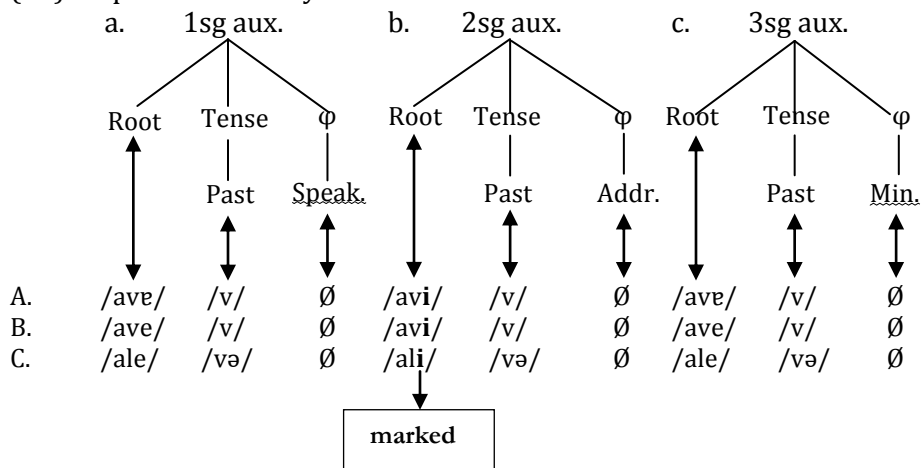 a. 1sg aux. b. 2sg aux. c. 3sg aux.
Root Tense φ Root Tense φ Root Tense φ
Past Speak. Past Addr. Past Min.
A. /avɐ/ /v/ Ø /avi/ /v/ Ø /avɐ/ /v/ Ø
B. /ave/ /v/ Ø /avi/ /v/ Ø /ave/ /v/ Ø
C. /ale/ /və/ Ø /ali/ /və/ Ø /ale/ /və/ Ø
marked